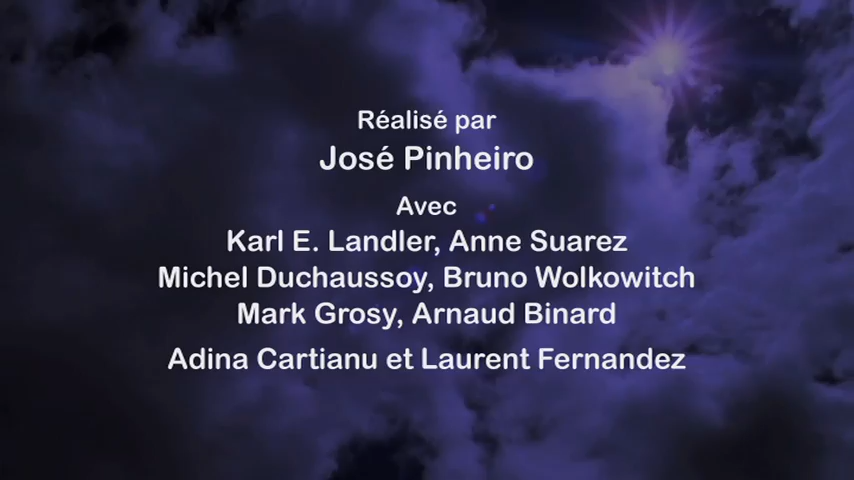 Réalisé par
José Pinheiro
Avec
Karl E. Landler, Anne Suarez
Michel Duchaussoy, Bruno Wolkowitch
Mark Grosy, Arnaud Binard
Adina Cartianu et Laurent Fernandez